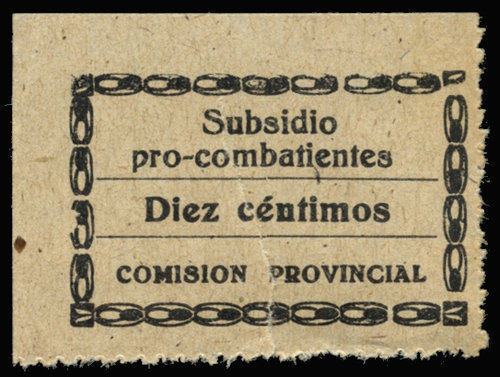 Subsidio
pro-combatientes
Diez céntimos
COMISION PROVINCIAL